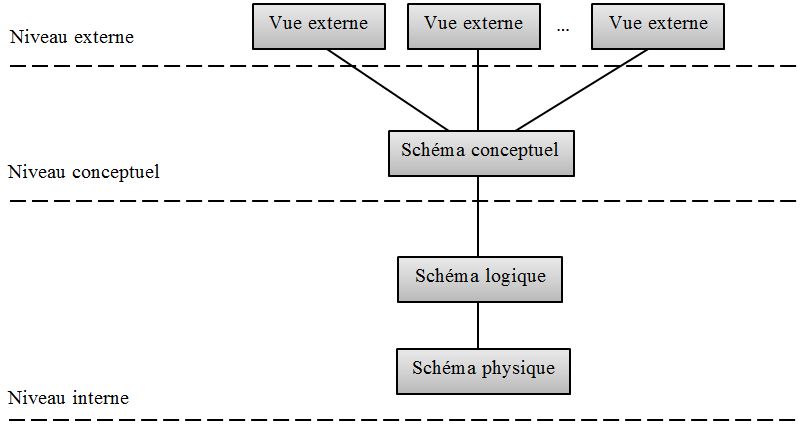 Vue externe
Vue externe
...
Vue externe
Niveau externe
Schéma conceptuel
Niveau conceptuel
Schéma logique
Schéma physique
Niveau interne